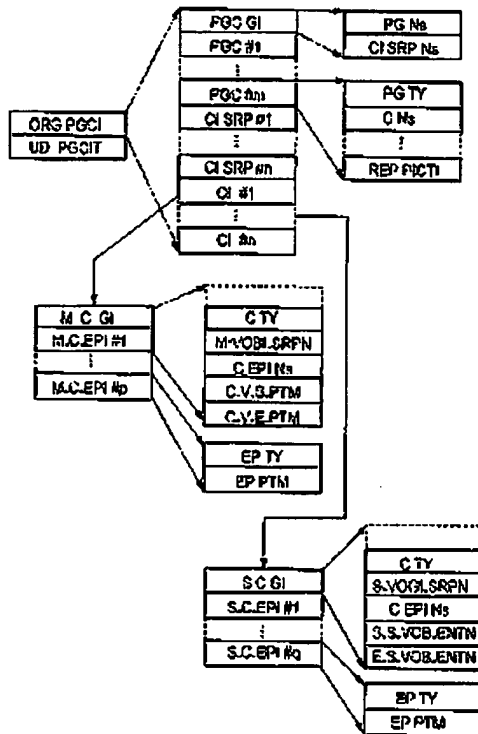 PGC GI
PGC #1
PGC #m
CI SRP #1
CI SRP #n
CI #1
CI #n
PG Ns
CI SRP Ns
PG TY
C Ns
REP PICTI
ORG PGCI
UD PGCIT
M C GI
M.C.EPI #1
M.C.EPI #p
C TY
M-VOBI.SRPN
C EPI Ns
C.V.S.PTM
C.V.E.PTM
EP TY
EP PTM
S C GI
S.C.EPI #1
S.C.EPI #q
C TY
S.VOGI.SRPN
C EPI Ns
S.S.VOB.ENTN
E.S.VOB.ENTN
EP TY
EP PTM